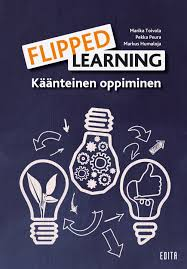 Marika Toivola
Pekka Peura
Markus Humaloja
FLIPPED
LEARNING
Käänteinen oppiminen
EDITA